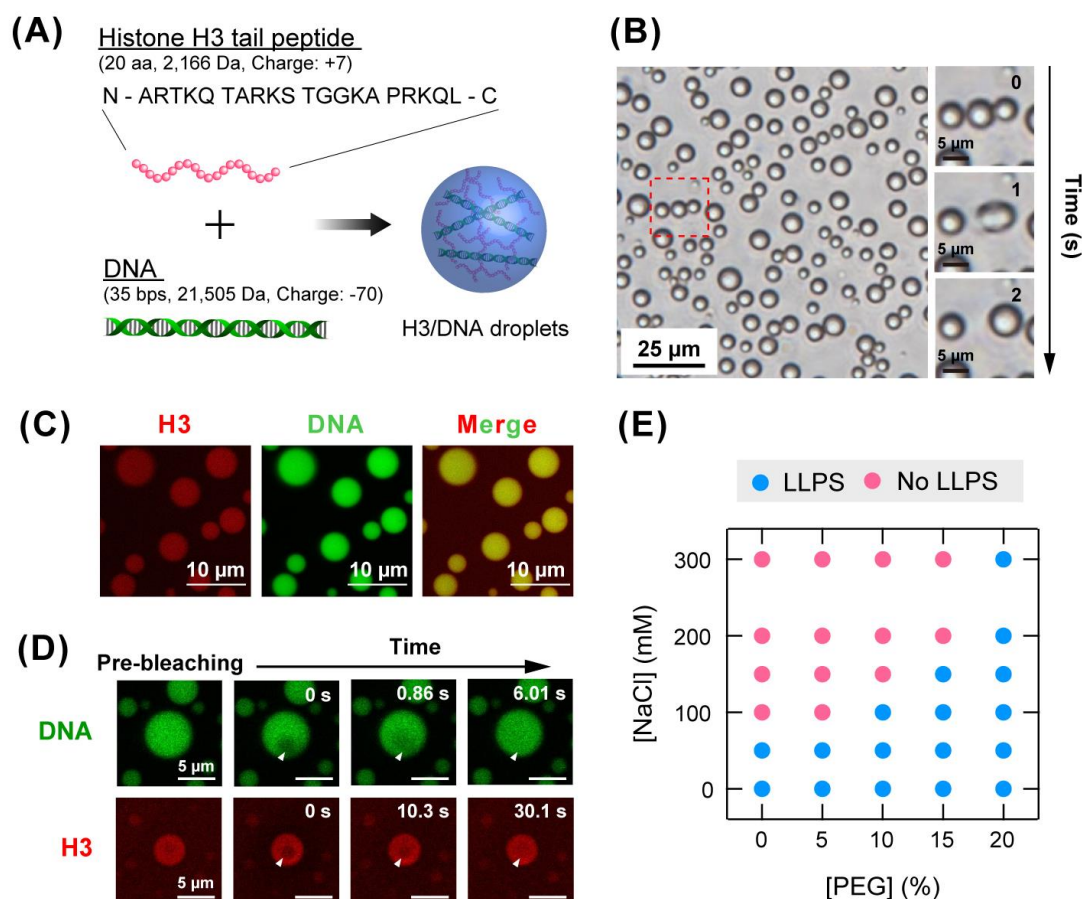 (A)
Histone H3 tail peptide
(20 aa, 2,166 Da, Charge: +7)
N - ARTKQ TARKS TGGKA PRKQL - C
+
DNA
(35 bps, 21,505 Da, Charge: -70)
H3/DNA droplets
(B)
25 µm
0
5 µm
1
5 µm
2
5 µm
Time (s)
(C)
H3 DNA Merge
10 µm 10 µm 10 µm
(D)
Pre-bleaching Time
DNA
5 µm
0 s 0.86 s 6.01 s
H3
5 µm
0 s 10.3 s 30.1 s
(E)
LLPS No LLPS
[NaCl] (mM)
300
200
100
0
0 5 10 15 20
[PEG] (%)